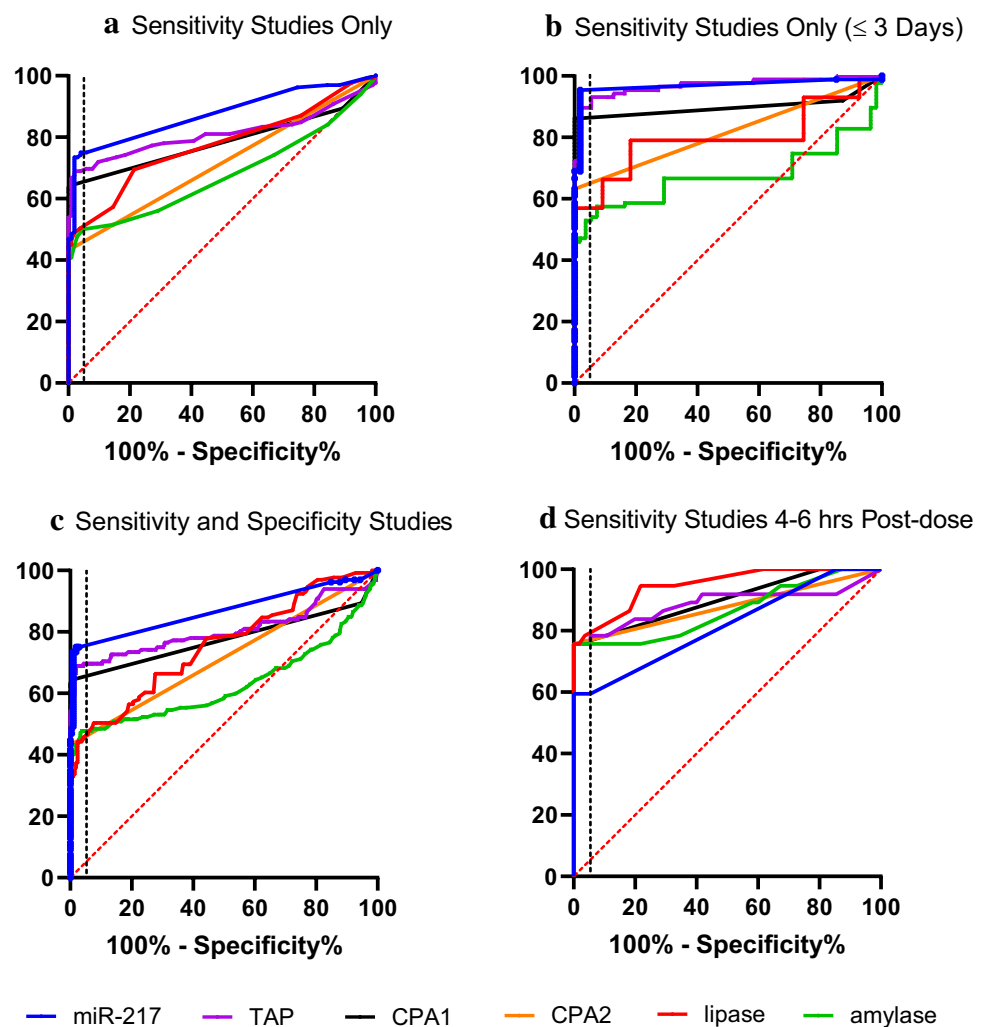 a Sensitivity Studies Only
100
80
60
40
20
0
0 20 40 60 80 100
100% - Specificity%
b Sensitivity Studies Only (≤ 3 Days)
100
80
60
40
20
0
0 20 40 60 80 100
100% - Specificity%
c Sensitivity and Specificity Studies
100
80
60
40
20
0
0 20 40 60 80 100
100% - Specificity%
d Sensitivity Studies 4-6 hrs Post-dose
100
80
60
40
20
0
0 20 40 60 80 100
100% - Specificity%
miR-217 TAP CPA1 CPA2 lipase amylase